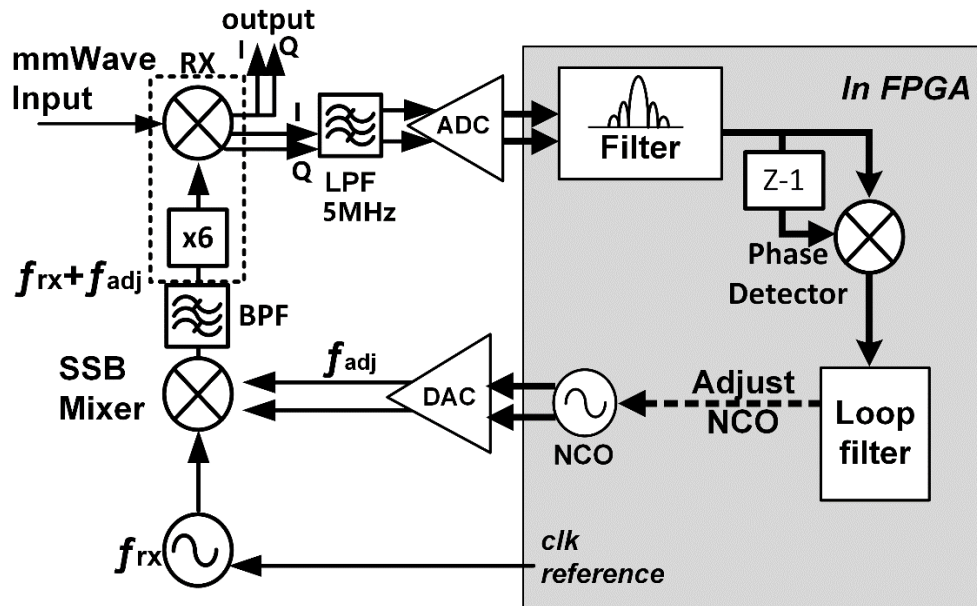 output
I
Q
mmWave
Input
RX
I
Q
LPF
5MHz
ADC
Filter
In FPGA
Z-1
Phase
Detector
x6
frx+fadj
BPF
SSB
Mixer
fadj
DAC
NCO
Adjust
NCO
Loop
filter
frx
clk
reference